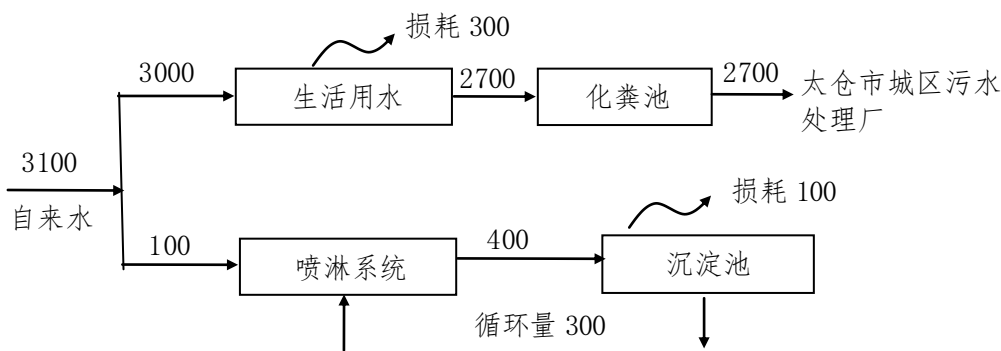 损耗 300
3000
生活用水
2700
化粪池
2700
太仓市城区污水
处理厂
3100
自来水
损耗 100
100
喷淋系统
400
沉淀池
循环量 300